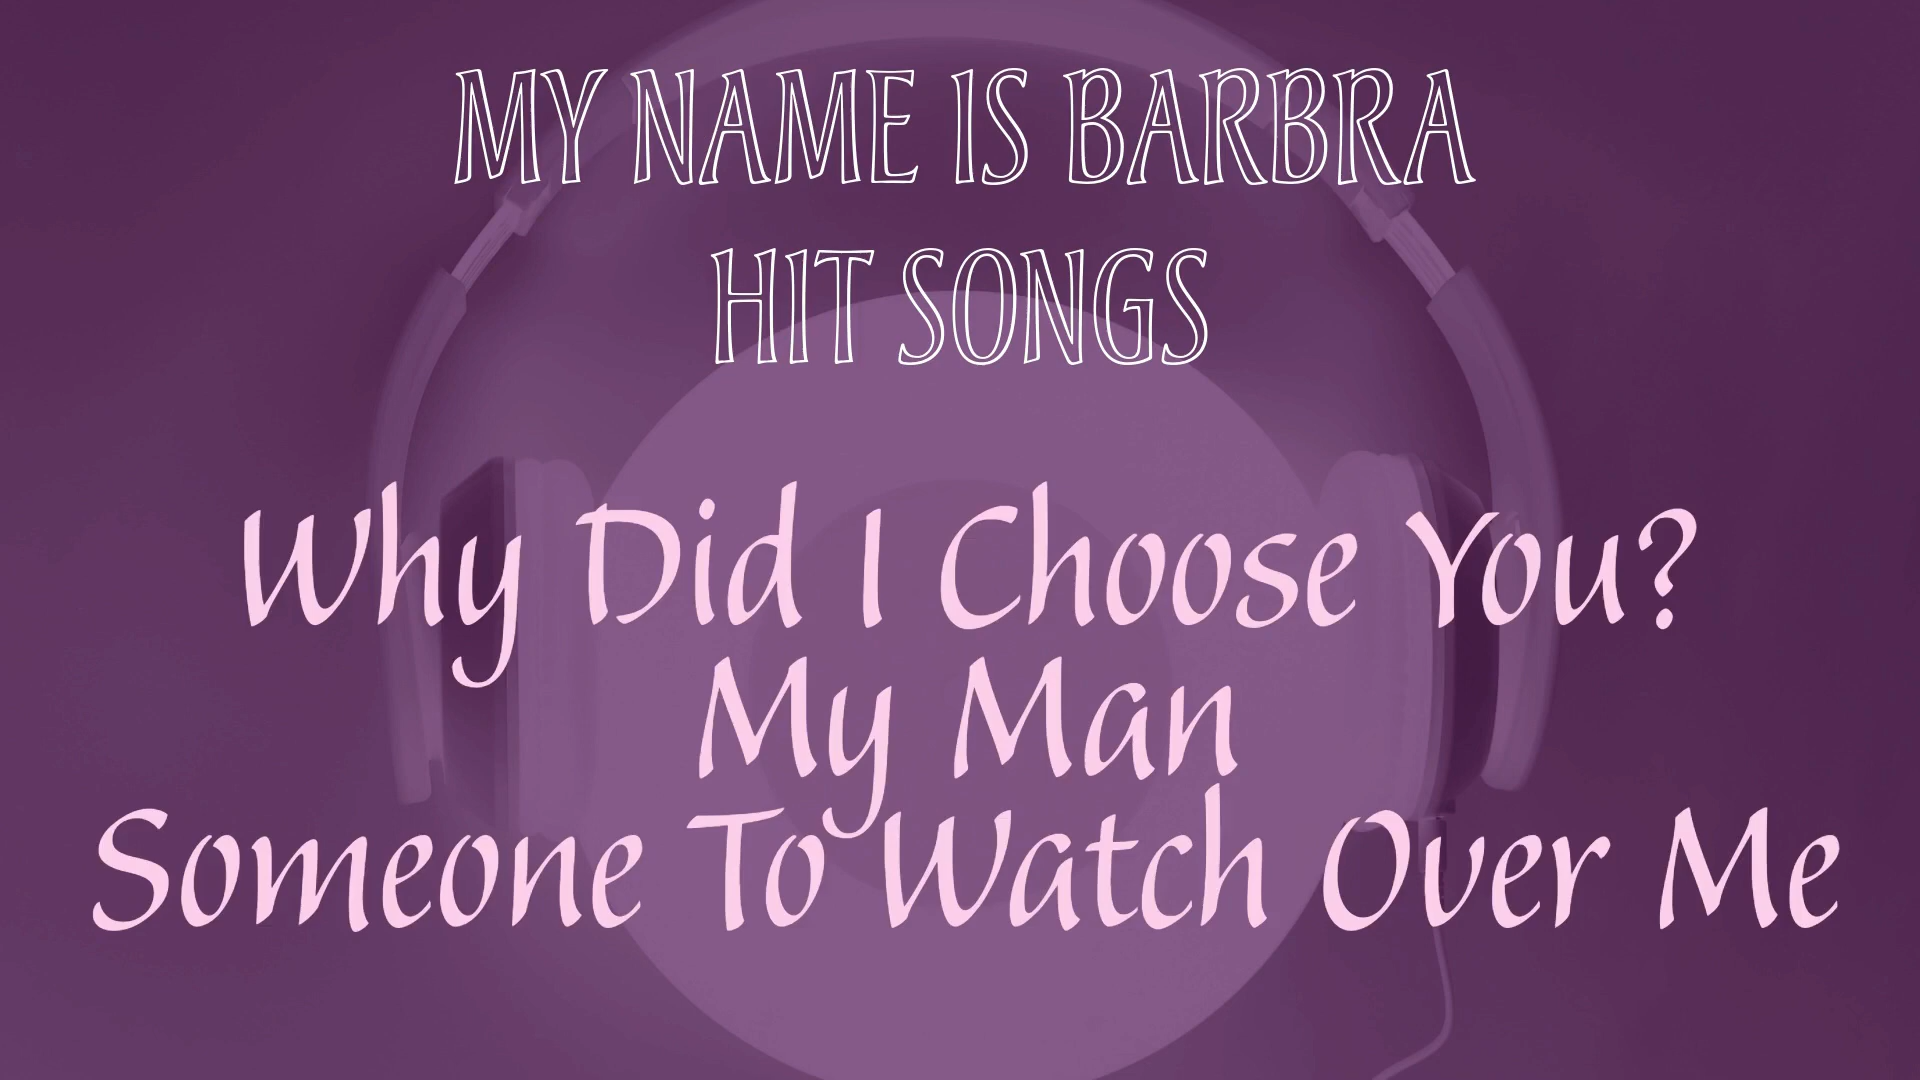 MY NAME IS BARBRA
HIT SONGS
Why Did I Choose You?
My Man
Someone To Watch Over Me